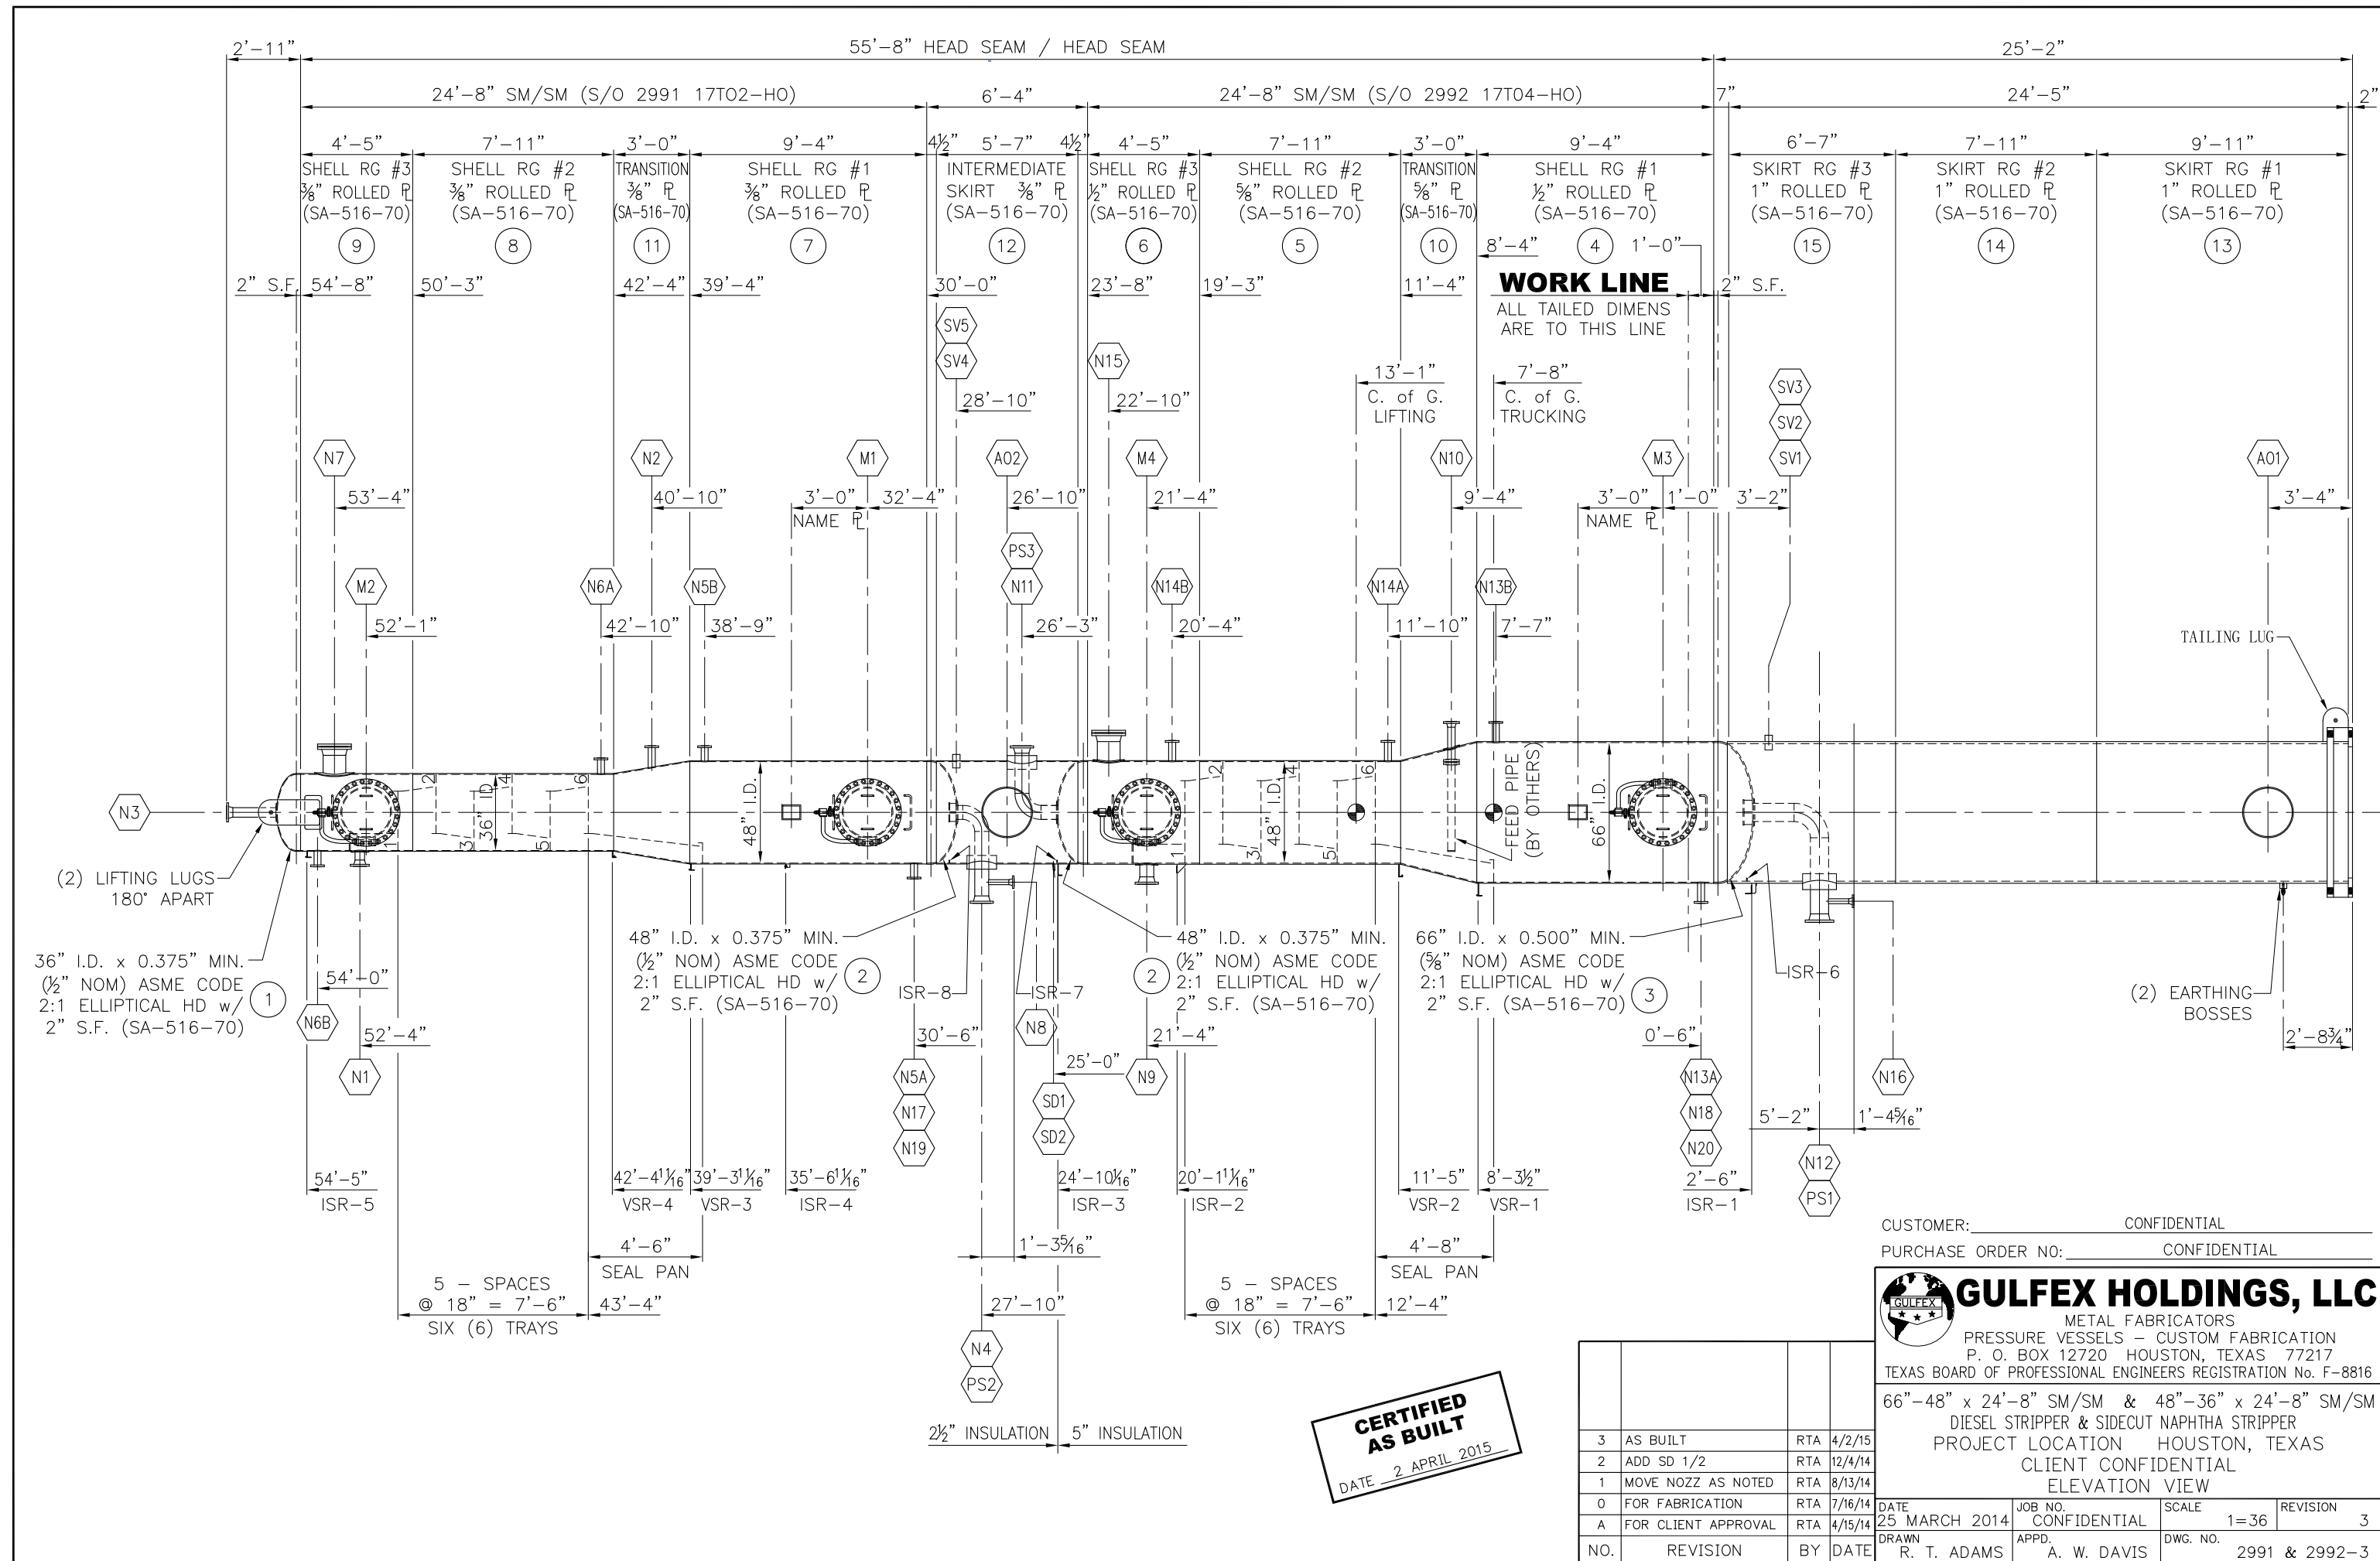 2'-11"
55'-8" HEAD SEAM / HEAD SEAM
25'-2"
24'-8" SM/SM (S/O 2991 17T02-HO)
6'-4"
24'-8" SM/SM (S/O 2992 17T04-HO)
7"
24'-5"
2"
4'-5"
7'-11"
3'-0"
9'-4"
4½"
5'-7"
4½"
4'-5"
7'-11"
3'-0"
9'-4"
6'-7"
7'-11"
9'-11"
SHELL RG #3
⅜" ROLLED PL
(SA-516-70)
9
SHELL RG #2
⅜" ROLLED PL
(SA-516-70)
8
TRANSITION
⅜" PL
(SA-516-70)
11
SHELL RG #1
⅜" ROLLED PL
(SA-516-70)
7
INTERMEDIATE
SKIRT ⅜" PL
(SA-516-70)
12
SHELL RG #3
½" ROLLED PL
(SA-516-70)
6
SHELL RG #2
⅝" ROLLED PL
(SA-516-70)
5
TRANSITION
⅝" PL
(SA-516-70)
10
SHELL RG #1
½" ROLLED PL
(SA-516-70)
4
SKIRT RG #3
1" ROLLED PL
(SA-516-70)
15
SKIRT RG #2
1" ROLLED PL
(SA-516-70)
14
SKIRT RG #1
1" ROLLED PL
(SA-516-70)
13
8'-4"
1'-0"
2" S.F.
54'-8"
50'-3"
42'-4"
39'-4"
30'-0"
23'-8"
19'-3"
11'-4"
WORK LINE
2" S.F.
ALL TAILED DIMENS
ARE TO THIS LINE
SV5
SV4
28'-10"
N15
22'-10"
13'-1"
C. of G.
LIFTING
7'-8"
C. of G.
TRUCKING
SV3
SV2
SV1
N7
N2
M1
A02
M4
N10
M3
A01
53'-4"
40'-10"
3'-0"
NAME PL
32'-4"
26'-10"
21'-4"
9'-4"
3'-0"
NAME PL
1'-0"
3'-2"
3'-4"
PS3
M2
N6A
N5B
N11
N14B
N14A
N13B
52'-1"
42'-10"
38'-9"
26'-3"
20'-4"
11'-10"
7'-7"
TAILING LUG
N3
1
2
3
4
5
6
36" ID
48" I.D.
1
2
3
4
5
6
48" I.D.
FEED PIPE
(BY OTHERS)
66" I.D.
(2) LIFTING LUGS
180° APART
36" I.D. x 0.375" MIN.
(½" NOM) ASME CODE
2:1 ELLIPTICAL HD w/
2" S.F. (SA-516-70)
1
48" I.D. x 0.375" MIN.
(½" NOM) ASME CODE
2:1 ELLIPTICAL HD w/
2" S.F. (SA-516-70)
2
ISR-8
ISR-7
48" I.D. x 0.375" MIN.
(½" NOM) ASME CODE
2:1 ELLIPTICAL HD w/
2" S.F. (SA-516-70)
2
66" I.D. x 0.500" MIN.
(⅝" NOM) ASME CODE
2:1 ELLIPTICAL HD w/
2" S.F. (SA-516-70)
3
ISR-6
(2) EARTHING
BOSSES
2'-8¾"
54'-0"
N6B
52'-4"
N1
N8
30'-6"
N5A
N17
N19
25'-0"
SD1
SD2
21'-4"
N9
0'-6"
N13A
N18
N20
N16
5'-2"
1'-4⁵⁄₁₆"
N12
PS1
54'-5"
ISR-5
42'-4¹¹⁄₁₆"
VSR-4
39'-3¹¹⁄₁₆"
VSR-3
35'-6¹¹⁄₁₆"
ISR-4
24'-10⁄16"
ISR-3
20'-1¹¹⁄₁₆"
ISR-2
11'-5"
VSR-2
8'-3½"
VSR-1
2'-6"
ISR-1
4'-6"
SEAL PAN
1'-3⁵⁄₁₆"
4'-8"
SEAL PAN
5 - SPACES
@ 18" = 7'-6"
SIX (6) TRAYS
43'-4"
27'-10"
5 - SPACES
@ 18" = 7'-6"
SIX (6) TRAYS
12'-4"
N4
PS2
2½" INSULATION
5" INSULATION
CERTIFIED
AS BUILT
DATE 2 APRIL 2015
CUSTOMER: CONFIDENTIAL
PURCHASE ORDER NO: CONFIDENTIAL
GULFEX
GULFEX HOLDINGS, LLC
METAL FABRICATORS
PRESSURE VESSELS - CUSTOM FABRICATION
P. O. BOX 12720 HOUSTON, TEXAS 77217
TEXAS BOARD OF PROFESSIONAL ENGINEERS REGISTRATION No. F-8816
66"-48" x 24'-8" SM/SM & 48"-36" x 24'-8" SM/SM
DIESEL STRIPPER & SIDECUT NAPHTHA STRIPPER
PROJECT LOCATION HOUSTON, TEXAS
CLIENT CONFIDENTIAL
ELEVATION VIEW
DATE 25 MARCH 2014
JOB NO. CONFIDENTIAL
SCALE 1=36
REVISION 3
DRAWN R. T. ADAMS
APPD. A. W. DAVIS
DWG. NO. 2991 & 2992-3
3 AS BUILT RTA 4/2/15
2 ADD SD 1/2 RTA 12/4/14
1 MOVE NOZZ AS NOTED RTA 8/13/14
0 FOR FABRICATION RTA 7/16/14
A FOR CLIENT APPROVAL RTA 4/15/14
NO. REVISION BY DATE